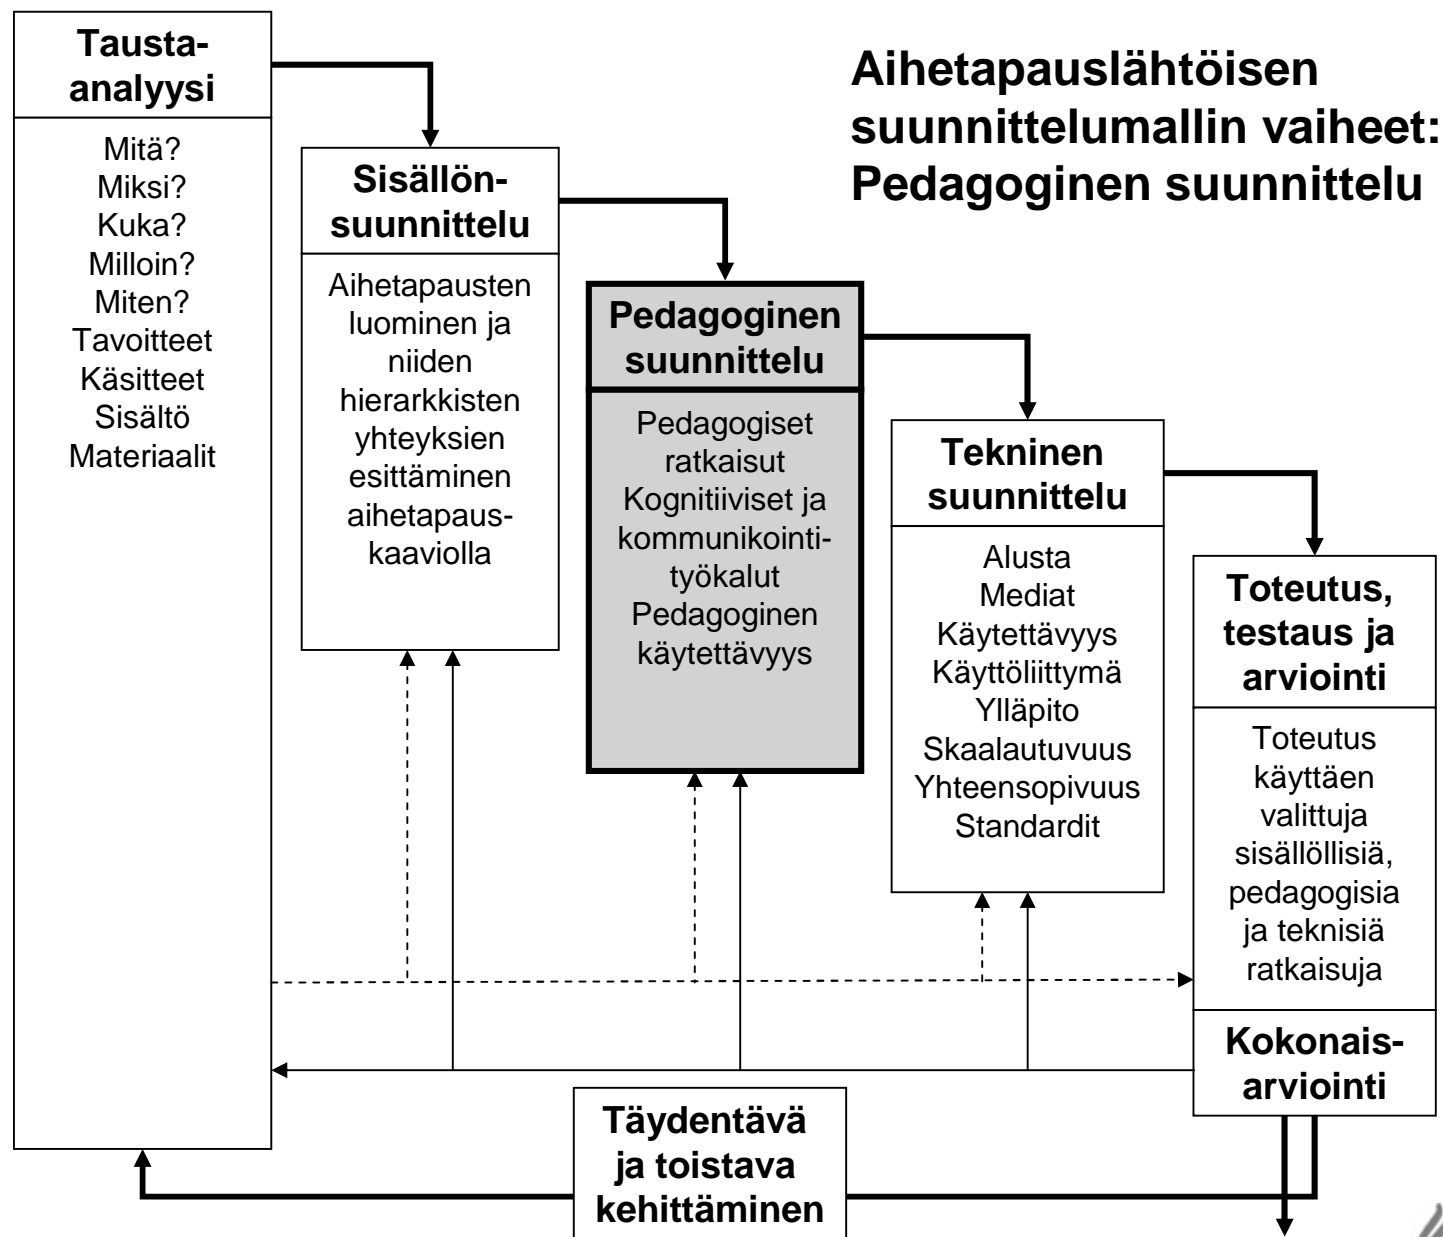 Tausta-
analyysi
Mitä?
Miksi?
Kuka?
Milloin?
Miten?
Tavoitteet
Käsitteet
Sisältö
Materiaalit
Aihetapauslähtöisen
suunnittelumallin vaiheet:
Pedagoginen suunnittelu
Sisällön-
suunnittelu
Aihetapausten
luominen ja
niiden
hierarkkisten
yhteyksien
esittäminen
aihetapaus-
kaaviolla
Pedagoginen
suunnittelu
Pedagogiset
ratkaisut
Kognitiiviset ja
kommunikointi-
työkalut
Pedagoginen
käytettävyys
Tekninen
suunnittelu
Alusta
Mediat
Käytettävyys
Käyttöliittymä
Ylläpito
Skaalautuvuus
Yhteensopivuus
Standardit
Toteutus,
testaus ja
arviointi
Toteutus
käyttäen
valittuja
sisällöllisiä,
pedagogisia
ja teknisiä
ratkaisuja
Kokonais-
arviointi
Täydentävä
ja toistava
kehittäminen